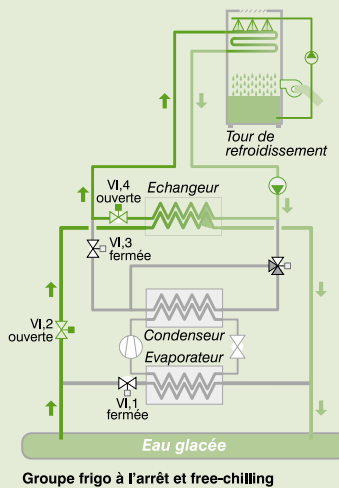 Tour de
refroidissement
VI,4
ouverte
Echangeur
VI,3
fermée
VI,2
ouverte
Condenseur
Evaporateur
VI,1
fermée
Eau glacée
Groupe frigo à l'arrêt et free-chilling